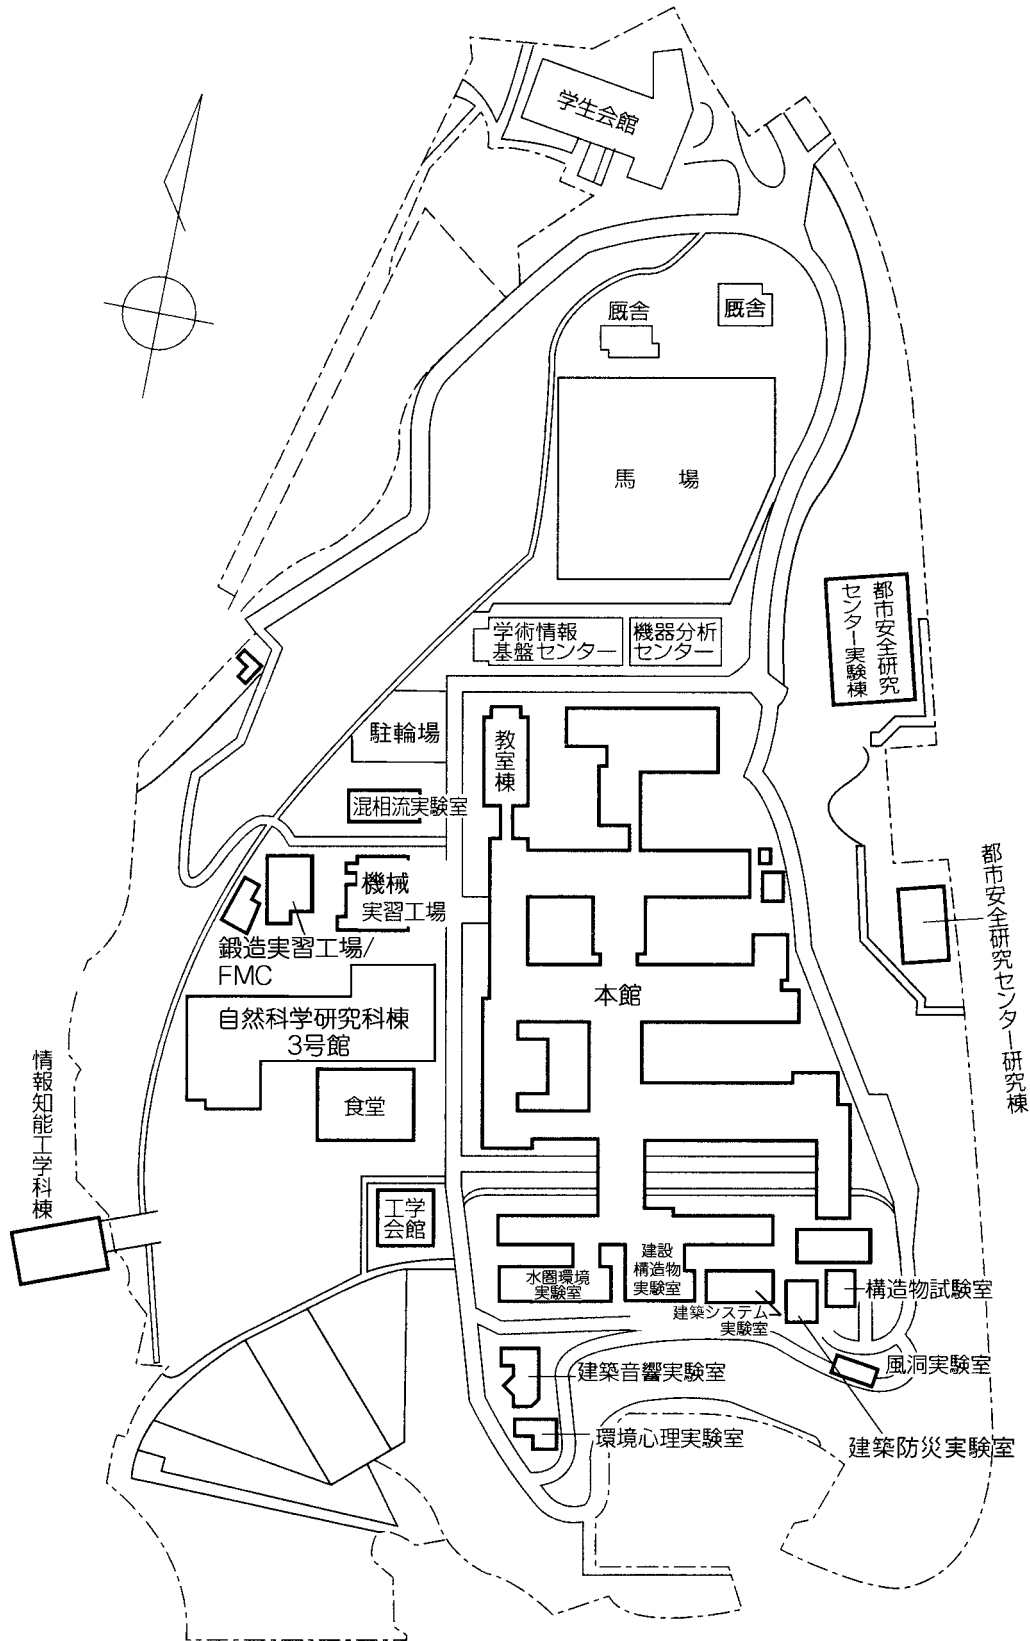 学生会館
厩舎
厩舎
馬 場
都市安全研究
センター実験棟
学術情報
基盤センター
機器分析
センター
駐輪場
教室棟
混相流実験室
機械
実習工場
鍛造実習工場/
FMC
都市安全研究センター研究棟
本館
自然科学研究科棟
3号館
情報知能工学科棟
食堂
工学
会館
水圏環境
実験室
建設
構造物
実験室
建築システム
実験室
構造物試験室
風洞実験室
建築音響実験室
環境心理実験室
建築防災実験室